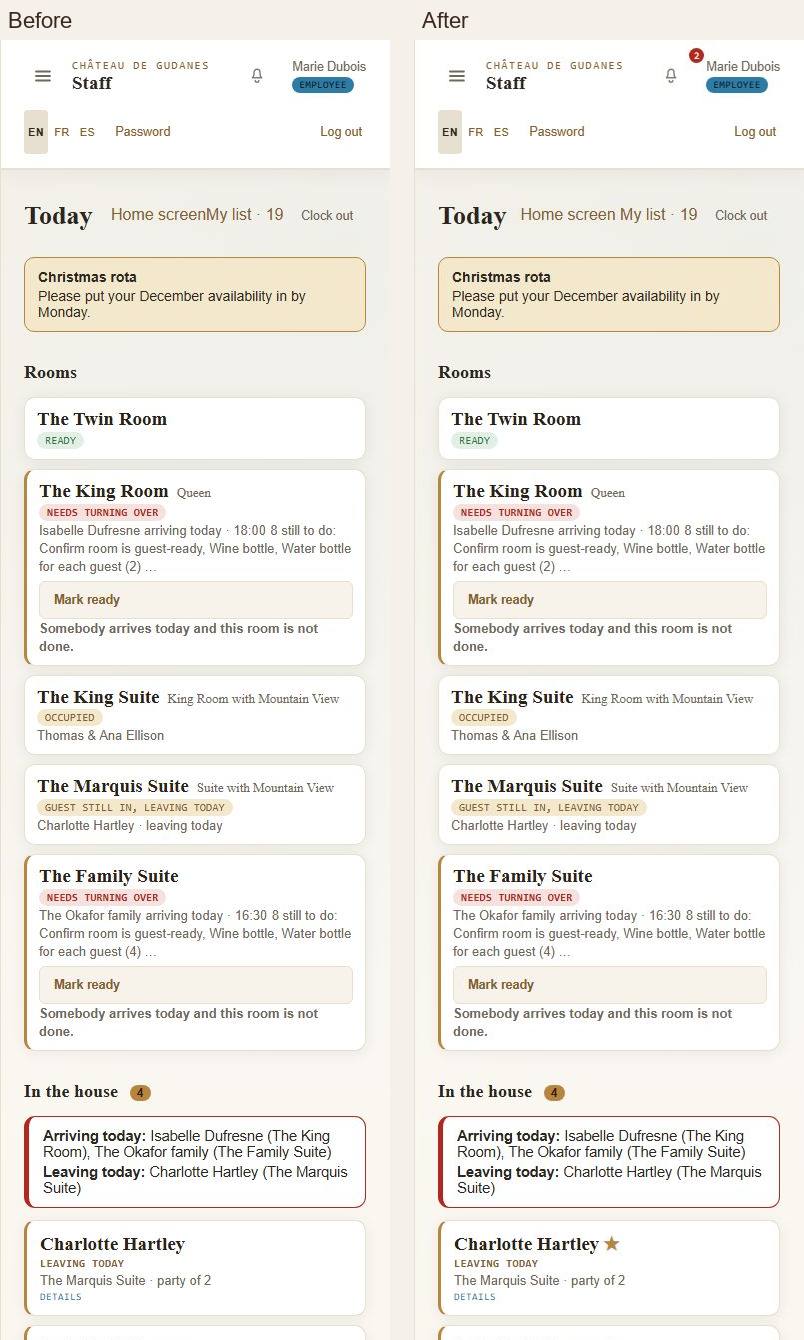 Before
CHÂTEAU DE GUDANES
Staff
Marie Dubois
EMPLOYEE
EN FR ES Password Log out
Today Home screenMy list · 19 Clock out
Christmas rota
Please put your December availability in by
Monday.
Rooms
The Twin Room
READY
The King Room Queen
NEEDS TURNING OVER
Isabelle Dufresne arriving today · 18:00 8 still to do:
Confirm room is guest-ready, Wine bottle, Water bottle
for each guest (2) ...
Mark ready
Somebody arrives today and this room is not
done.
The King Suite King Room with Mountain View
OCCUPIED
Thomas & Ana Ellison
The Marquis Suite Suite with Mountain View
GUEST STILL IN, LEAVING TODAY
Charlotte Hartley · leaving today
The Family Suite
NEEDS TURNING OVER
The Okafor family arriving today · 16:30 8 still to do:
Confirm room is guest-ready, Wine bottle, Water bottle
for each guest (4) ...
Mark ready
Somebody arrives today and this room is not
done.
In the house 4
Arriving today: Isabelle Dufresne (The King
Room), The Okafor family (The Family Suite)
Leaving today: Charlotte Hartley (The Marquis
Suite)
Charlotte Hartley
LEAVING TODAY
The Marquis Suite · party of 2
DETAILS
After
CHÂTEAU DE GUDANES
Staff
2
Marie Dubois
EMPLOYEE
EN FR ES Password Log out
Today Home screen My list · 19 Clock out
Christmas rota
Please put your December availability in by
Monday.
Rooms
The Twin Room
READY
The King Room Queen
NEEDS TURNING OVER
Isabelle Dufresne arriving today · 18:00 8 still to do:
Confirm room is guest-ready, Wine bottle, Water bottle
for each guest (2) ...
Mark ready
Somebody arrives today and this room is not
done.
The King Suite King Room with Mountain View
OCCUPIED
Thomas & Ana Ellison
The Marquis Suite Suite with Mountain View
GUEST STILL IN, LEAVING TODAY
Charlotte Hartley · leaving today
The Family Suite
NEEDS TURNING OVER
The Okafor family arriving today · 16:30 8 still to do:
Confirm room is guest-ready, Wine bottle, Water bottle
for each guest (4) ...
Mark ready
Somebody arrives today and this room is not
done.
In the house 4
Arriving today: Isabelle Dufresne (The King
Room), The Okafor family (The Family Suite)
Leaving today: Charlotte Hartley (The Marquis
Suite)
Charlotte Hartley ★
LEAVING TODAY
The Marquis Suite · party of 2
DETAILS